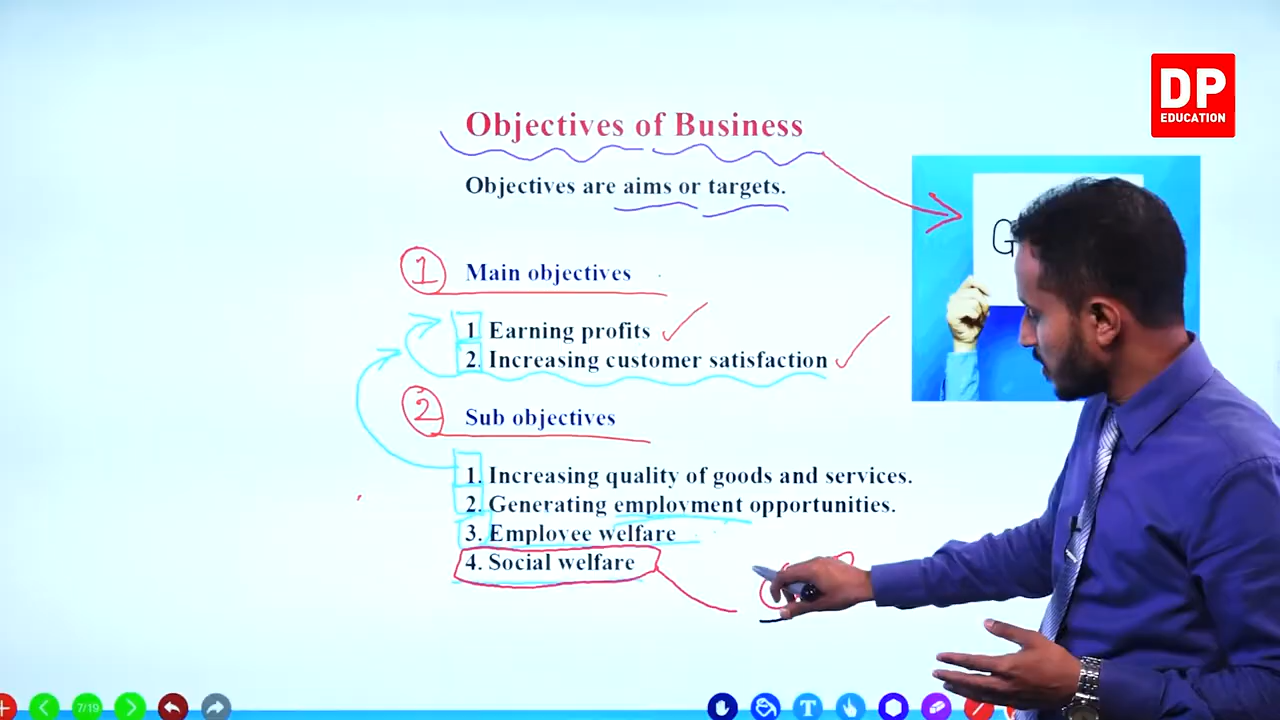 DP
EDUCATION
Objectives of Business
Objectives are aims or targets.
1 Main objectives
1. Earning profits
2. Increasing customer satisfaction
2 Sub objectives
1. Increasing quality of goods and services.
2. Generating employment opportunities.
3. Employee welfare
4. Social welfare
7/19